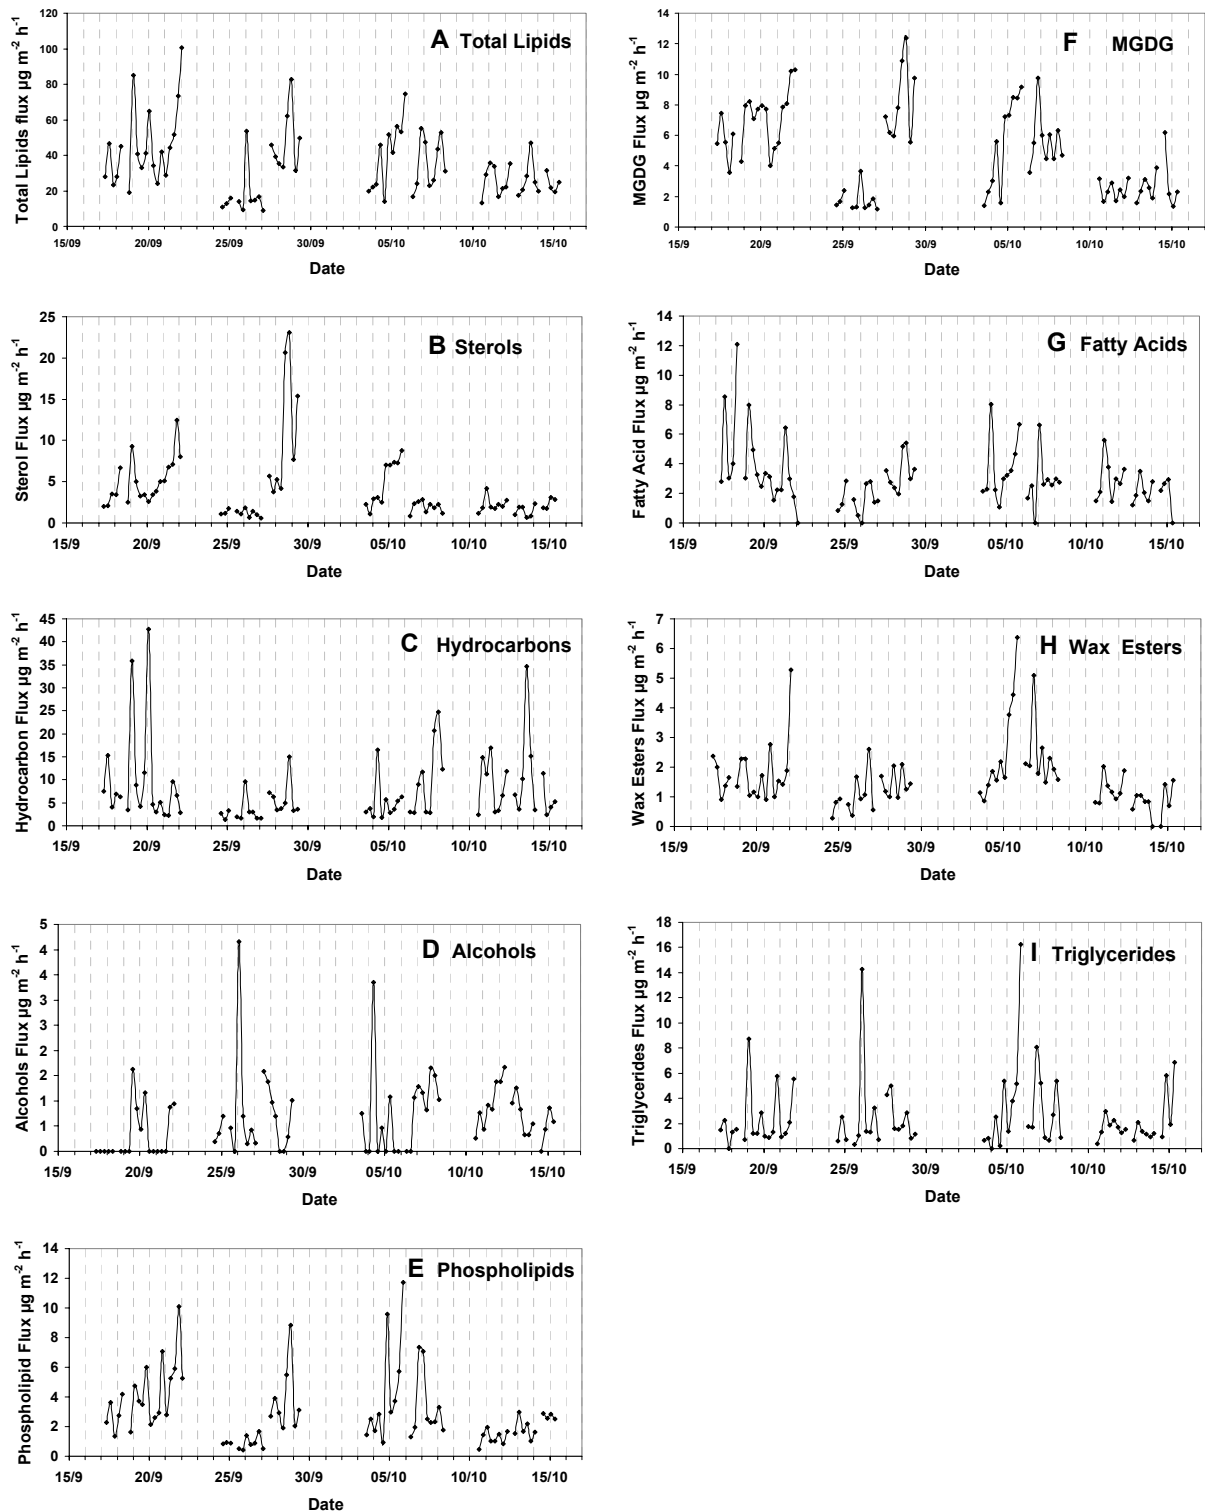 A Total Lipids
Total Lipids flux µg m-2 h-1
120
100
80
60
40
20
0
15/09 20/09 25/09 30/09 05/10 10/10 15/10
Date
B Sterols
Sterol Flux µg m-2 h-1
25
20
15
10
5
0
15/9 20/9 25/9 30/9 05/10 10/10 15/10
Date
C Hydrocarbons
Hydrocarbon Flux µg m-2 h-1
45
40
35
30
25
20
15
10
5
0
15/9 20/9 25/9 30/9 05/10 10/10 15/10
Date
D Alcohols
Alcohols Flux µg m-2 h-1
5
4
4
3
3
2
2
1
1
0
15/9 20/9 25/9 30/9 05/10 10/10 15/10
Date
E Phospholipids
Phospholipid Flux µg m-2 h-1
14
12
10
8
6
4
2
0
15/9 20/9 25/9 30/9 05/10 10/10 15/10
Date
F MGDG
MGDG Flux µg m-2 h-1
14
12
10
8
6
4
2
0
15/09 20/09 25/09 30/09 05/10 10/10 15/10
Date
G Fatty Acids
Fatty Acid Flux µg m-2 h-1
14
12
10
8
6
4
2
0
15/9 20/9 25/9 30/9 05/10 10/10 15/10
Date
H Wax Esters
Wax Esters Flux µg m-2 h-1
7
6
5
4
3
2
1
0
15/9 20/9 25/9 30/9 05/10 10/10 15/10
Date
I Triglycerides
Triglycerides Flux µg m-2 h-1
18
16
14
12
10
8
6
4
2
0
15/9 20/9 25/9 30/9 05/10 10/10 15/10
Date